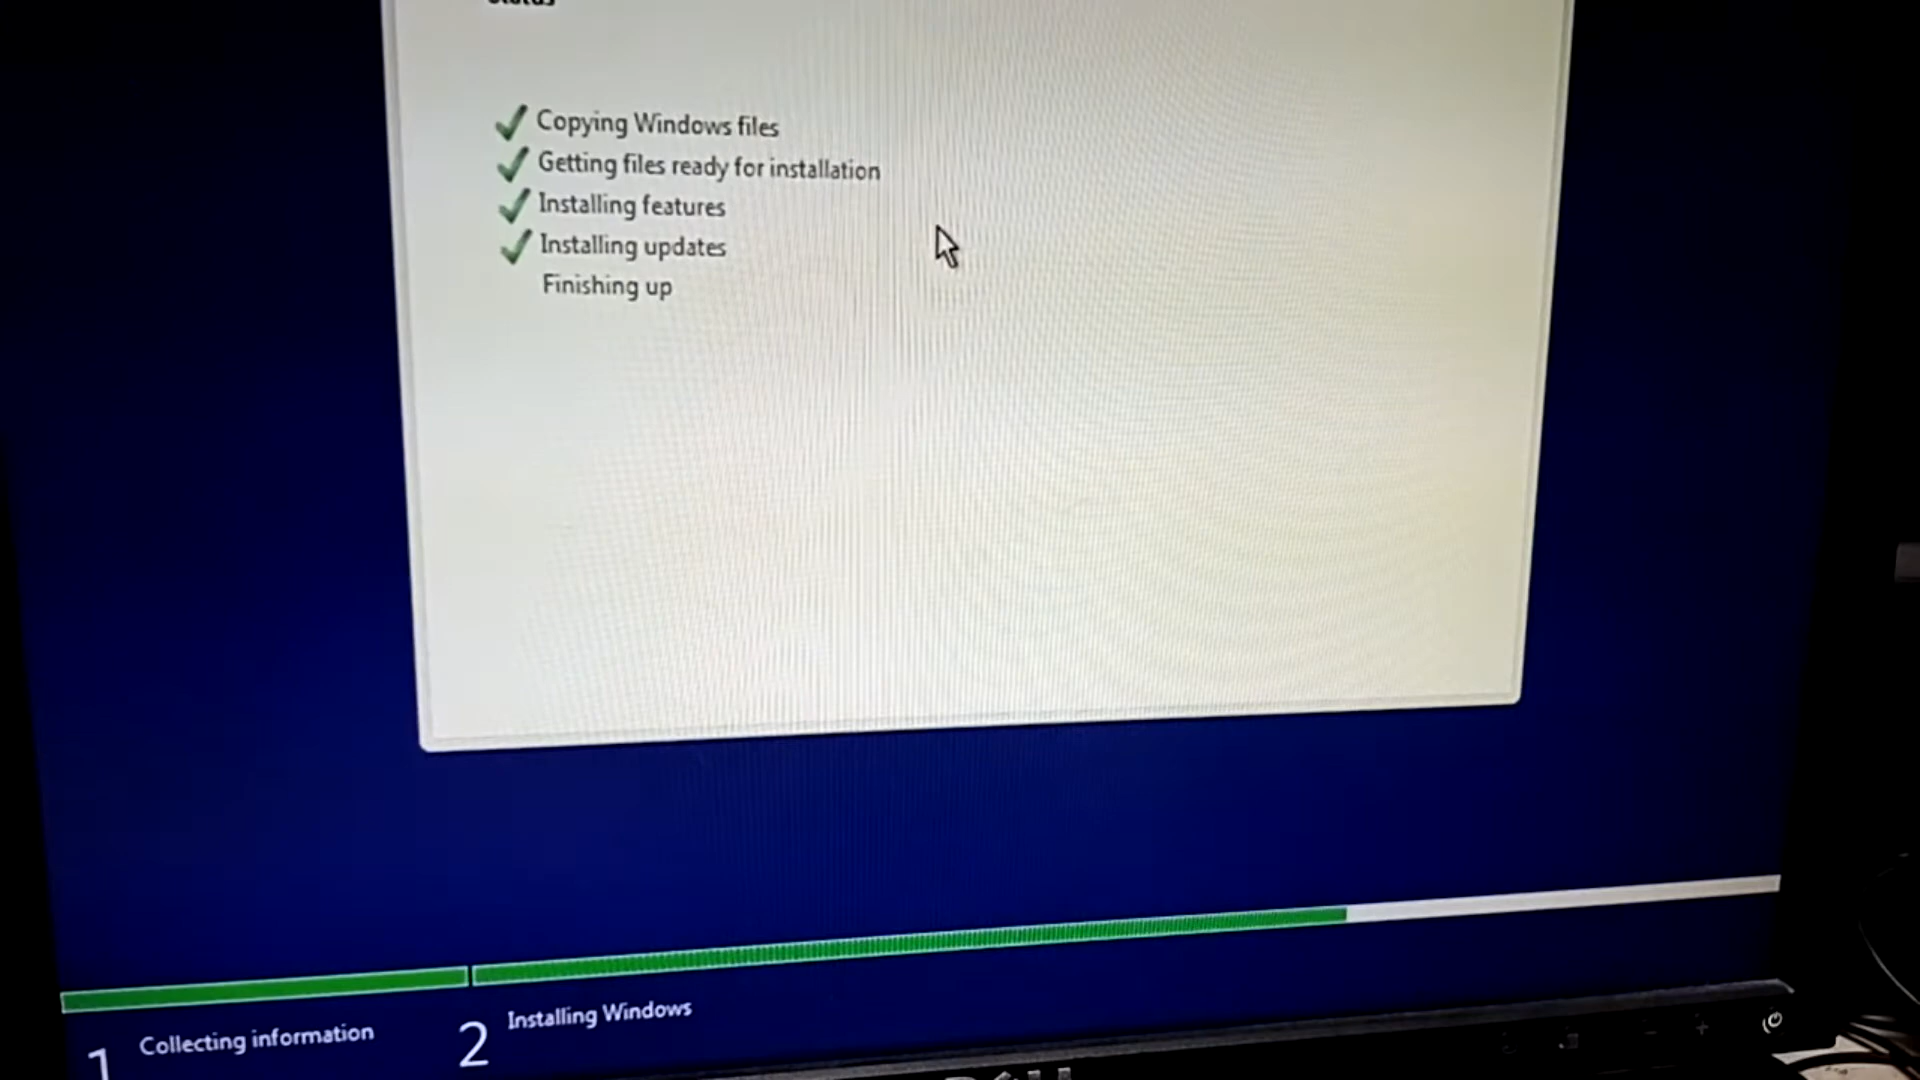 Status
Copying Windows files
Getting files ready for installation
Installing features
Installing updates
Finishing up
1 Collecting information
2 Installing Windows